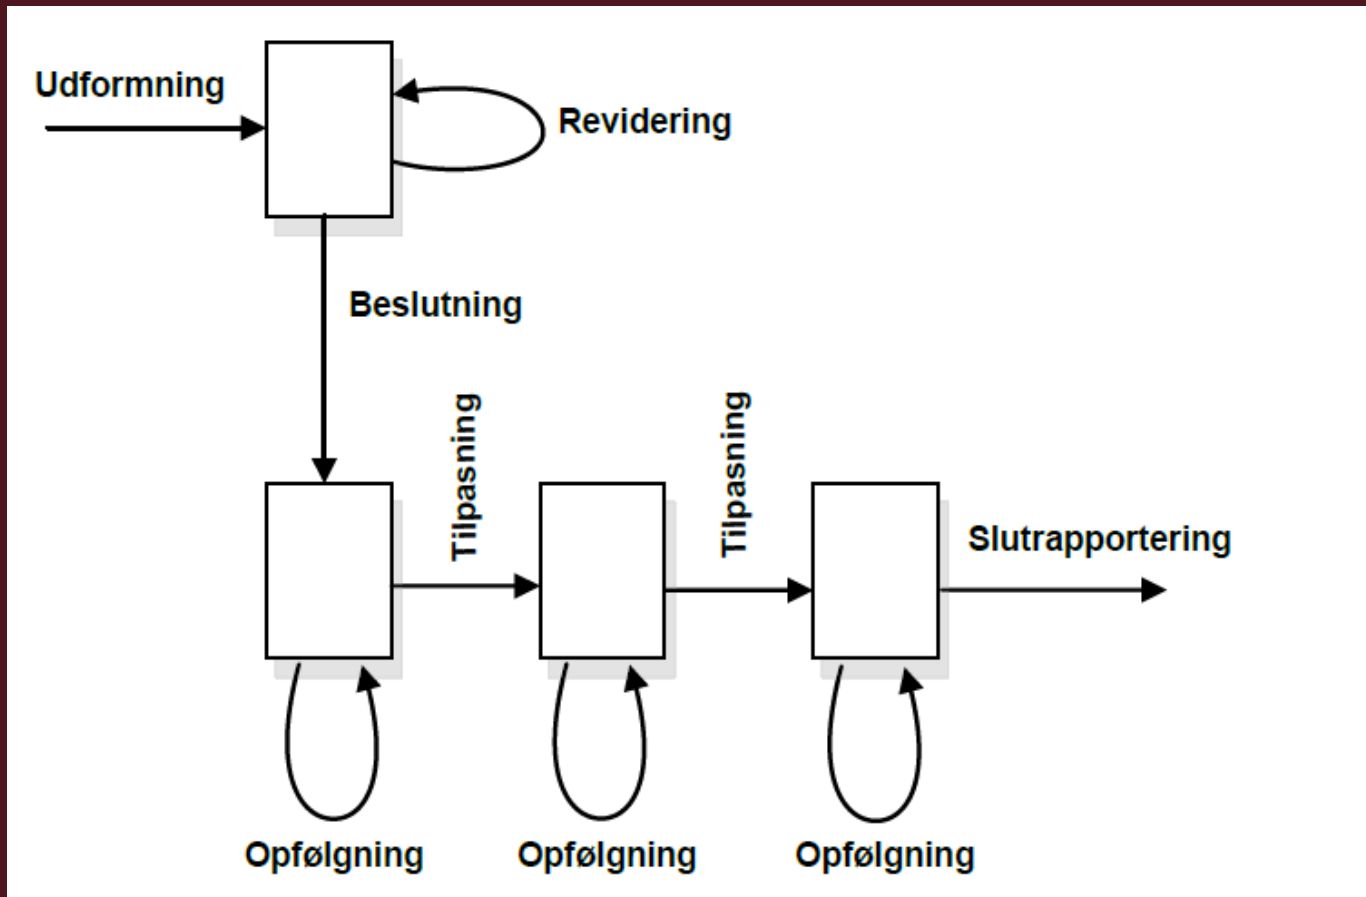 Udformning
Revidering
Beslutning
Tilpasning
Tilpasning
Slutrapportering
Opfølgning
Opfølgning
Opfølgning